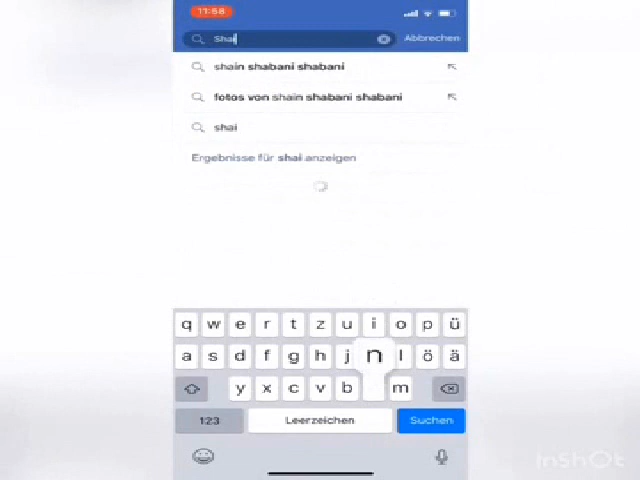 11:58
Shai
Abbrechen
shain shabani shabani
fotos von shain shabani shabani
shai
Ergebnisse für shai anzeigen
q w e r t z u i o p ü
a s d f g h j n l ö ä
y x c v b m
123 Leerzeichen Suchen
InShOt